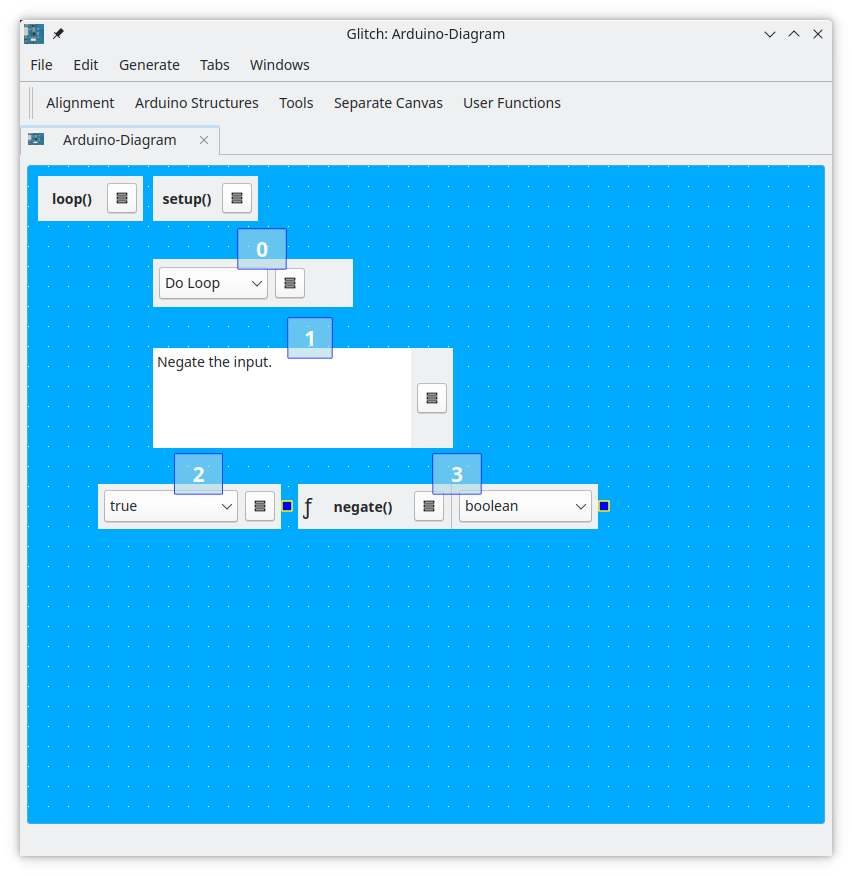 Glitch: Arduino-Diagram
File Edit Generate Tabs Windows
Alignment Arduino Structures Tools Separate Canvas User Functions
Arduino-Diagram
loop() setup()
0
Do Loop
1
Negate the input.
2 3
true ƒ negate() boolean